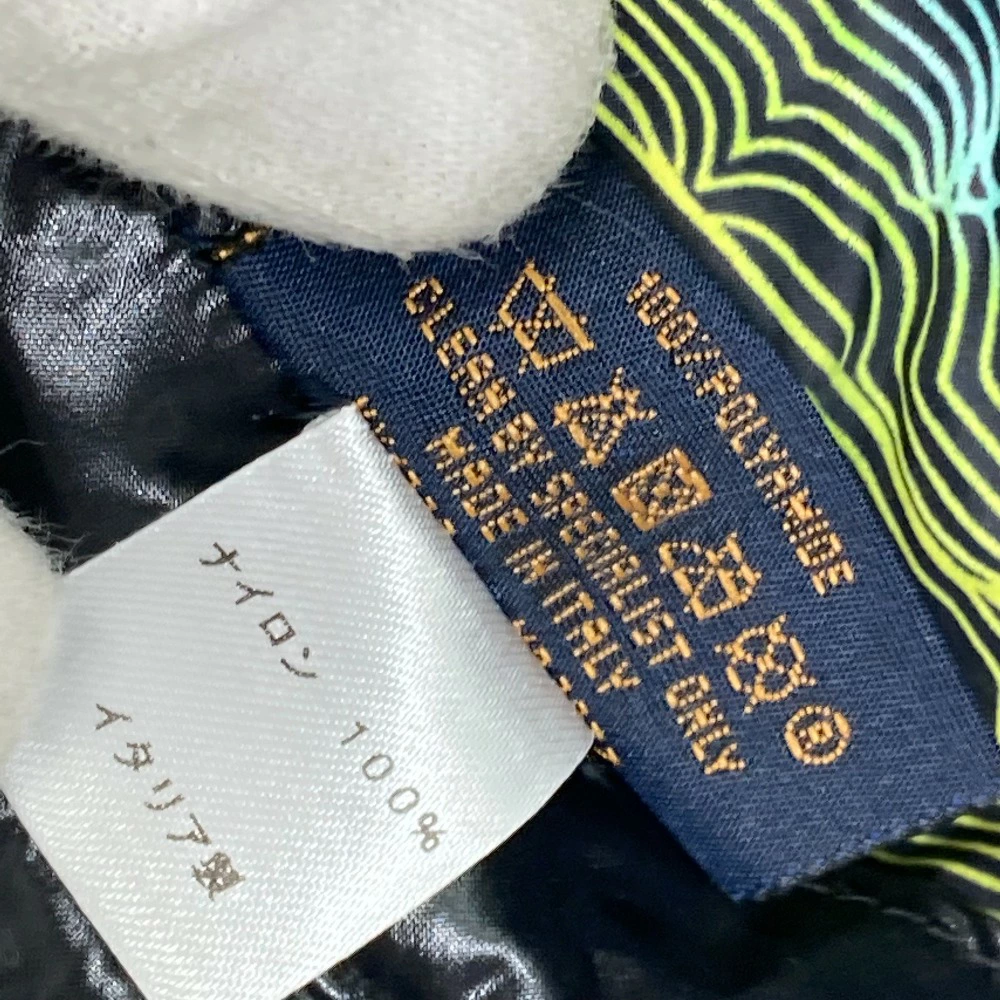 100% POLYAMIDE
P
CLEAN BY SPECIALIST ONLY
MADE IN ITALY
ナイロン 100%
イタリア製